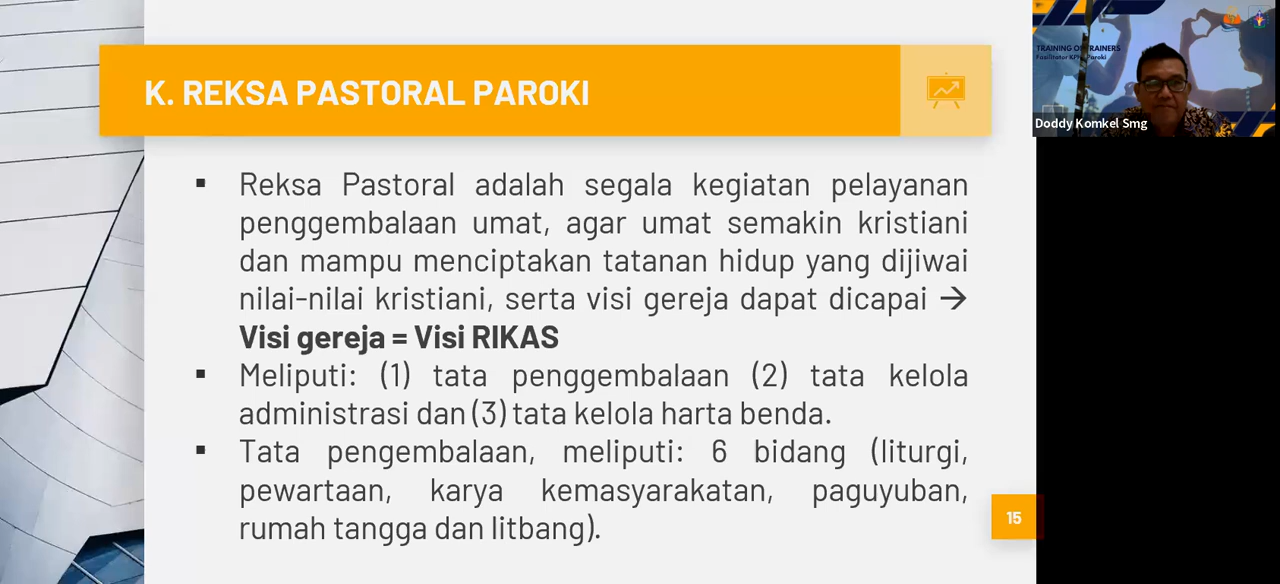 K. REKSA PASTORAL PAROKI
▪ Reksa Pastoral adalah segala kegiatan pelayanan
penggembalaan umat, agar umat semakin kristiani
dan mampu menciptakan tatanan hidup yang dijiwai
nilai-nilai kristiani, serta visi gereja dapat dicapai →
Visi gereja = Visi RIKAS
▪ Meliputi: (1) tata penggembalaan (2) tata kelola
administrasi dan (3) tata kelola harta benda.
▪ Tata pengembalaan, meliputi: 6 bidang (liturgi,
pewartaan, karya kemasyarakatan, paguyuban,
rumah tangga dan litbang).
15
TRAINING OF TRAINERS
Fasilitator KPHP Paroki
Doddy Komkel Smg